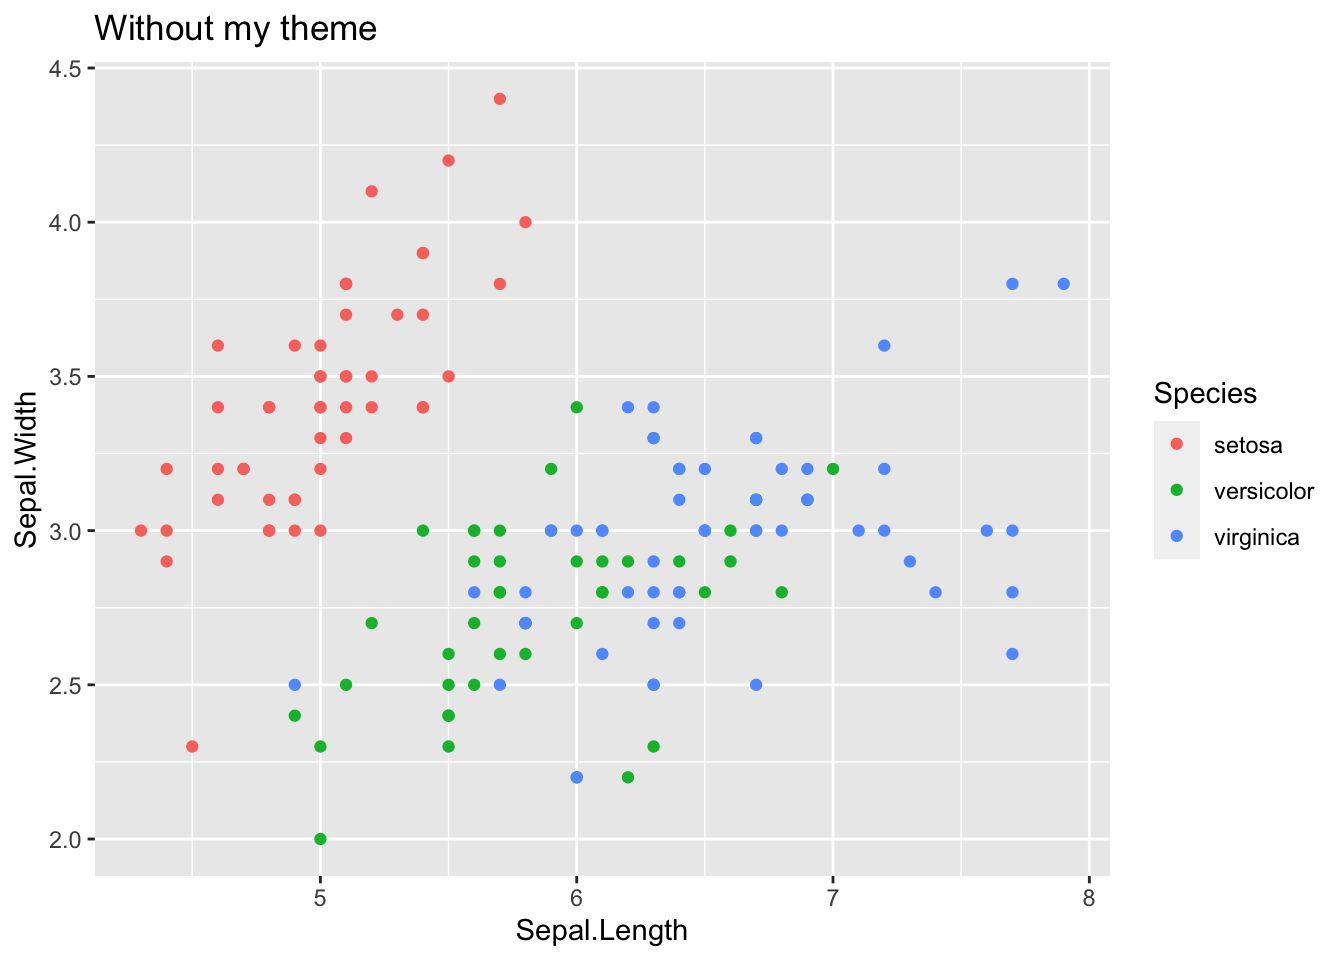 Without my theme
4.5
4.0
3.5
3.0
2.5
2.0
Sepal.Width
5 6 7 8
Sepal.Length
Species
setosa
versicolor
virginica